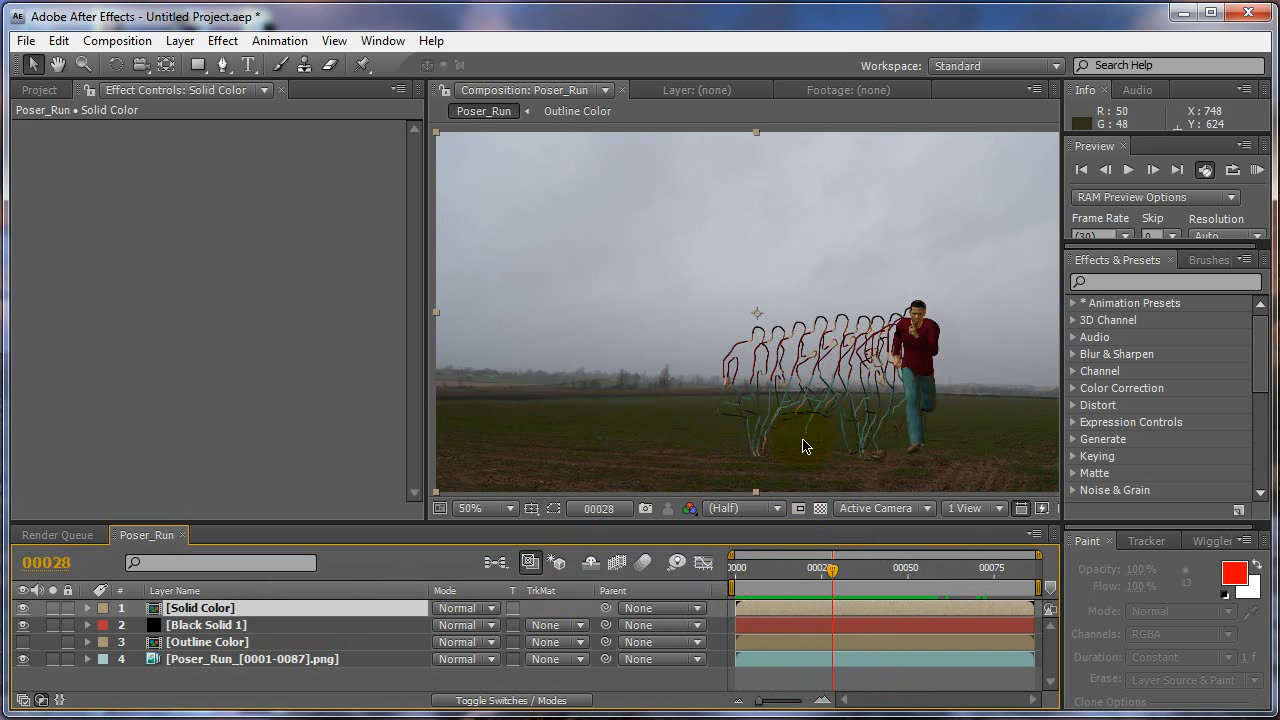 Adobe After Effects - Untitled Project.aep *
File Edit Composition Layer Effect Animation View Window Help
Workspace: Standard Search Help
Project Effect Controls: Solid Color Composition: Poser_Run Layer: (none) Footage: (none) Info Audio
Poser_Run • Solid Color
Poser_Run Outline Color
R : 50 X : 748
G : 48 Y : 624
Preview
RAM Preview Options
Frame Rate Skip Resolution
(30) 0 Auto
Effects & Presets Brushes
* Animation Presets
3D Channel
Audio
Blur & Sharpen
Channel
Color Correction
Distort
Expression Controls
Generate
Keying
Matte
Noise & Grain
50% 00028 (Half) Active Camera 1 View
Render Queue Poser_Run
Paint Tracker Wiggler
00028
0000 00050 00075
# Layer Name Mode T TrkMat Parent
1 [Solid Color] Normal None
2 [Black Solid 1] Normal None None
3 [Outline Color] Normal None None
4 [Poser_Run_[0001-0087].png] Normal None None
Toggle Switches / Modes
Opacity: 100 %
Flow: 100 % 13
Mode: Normal
Channels: RGBA
Duration: Constant 1 f
Erase: Layer Source & Paint
Clone Options